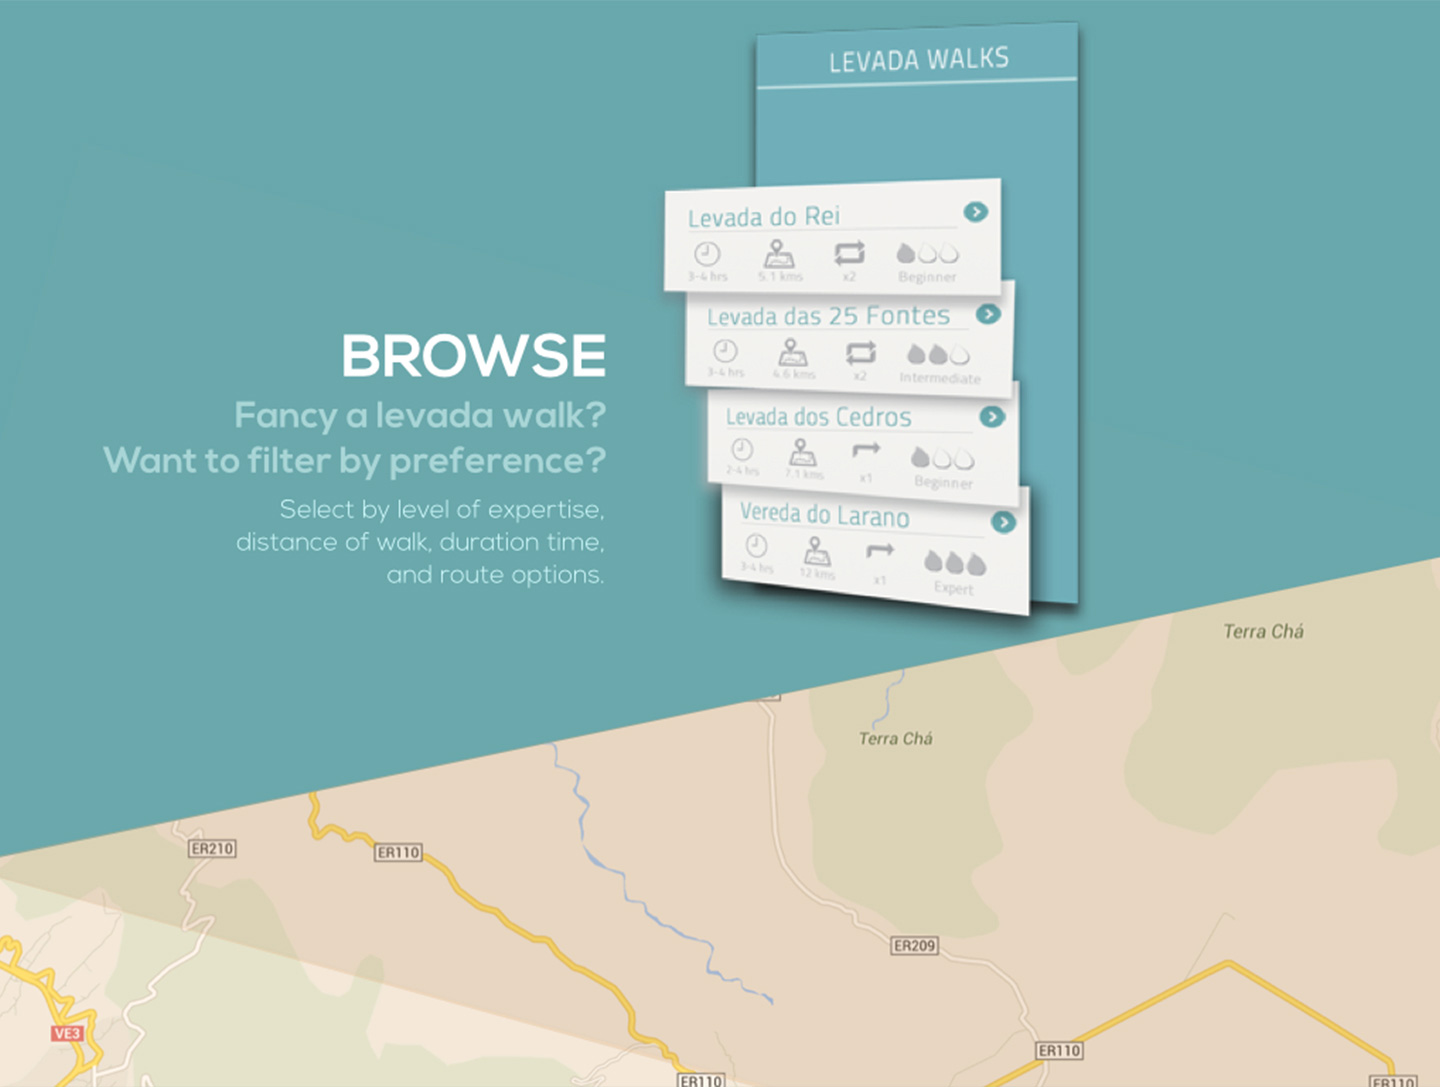 LEVADA WALKS
Levada do Rei
3-4 hrs 5.1 kms x2 Beginner
Levada das 25 Fontes
3-4 hrs 4.6 kms x2 Intermediate
Levada dos Cedros
2-4 hrs 7.1 kms x1 Beginner
Vereda do Larano
3-4 hrs 12 kms x1 Expert
BROWSE
Fancy a levada walk?
Want to filter by preference?
Select by level of expertise,
distance of walk, duration time,
and route options.
Terra Chá
Terra Chá
ER210
ER110
ER209
VE3
ER110
ER110
ER110